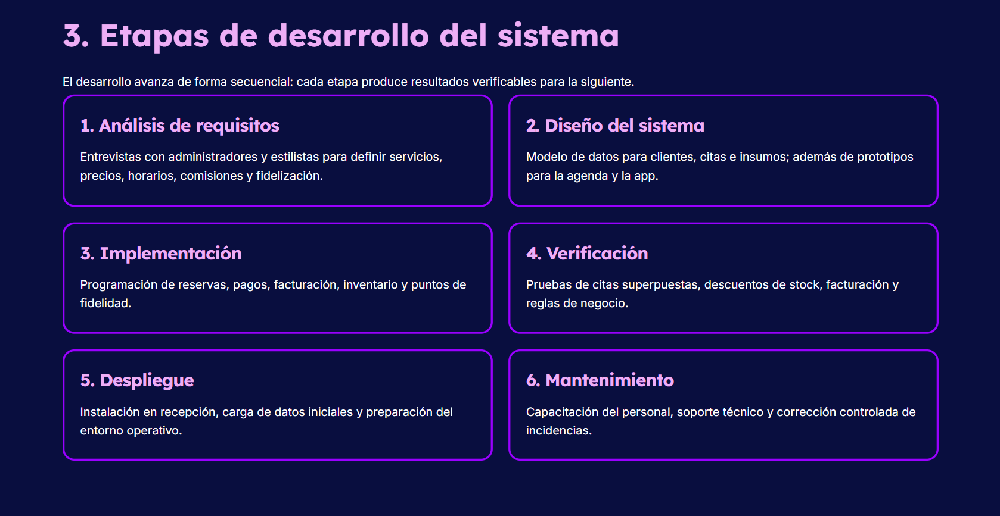 3. Etapas de desarrollo del sistema
El desarrollo avanza de forma secuencial: cada etapa produce resultados verificables para la siguiente.
1. Análisis de requisitos
Entrevistas con administradores y estilistas para definir servicios,
precios, horarios, comisiones y fidelización.
2. Diseño del sistema
Modelo de datos para clientes, citas e insumos; además de prototipos
para la agenda y la app.
3. Implementación
Programación de reservas, pagos, facturación, inventario y puntos de
fidelidad.
4. Verificación
Pruebas de citas superpuestas, descuentos de stock, facturación y
reglas de negocio.
5. Despliegue
Instalación en recepción, carga de datos iniciales y preparación del
entorno operativo.
6. Mantenimiento
Capacitación del personal, soporte técnico y corrección controlada de
incidencias.